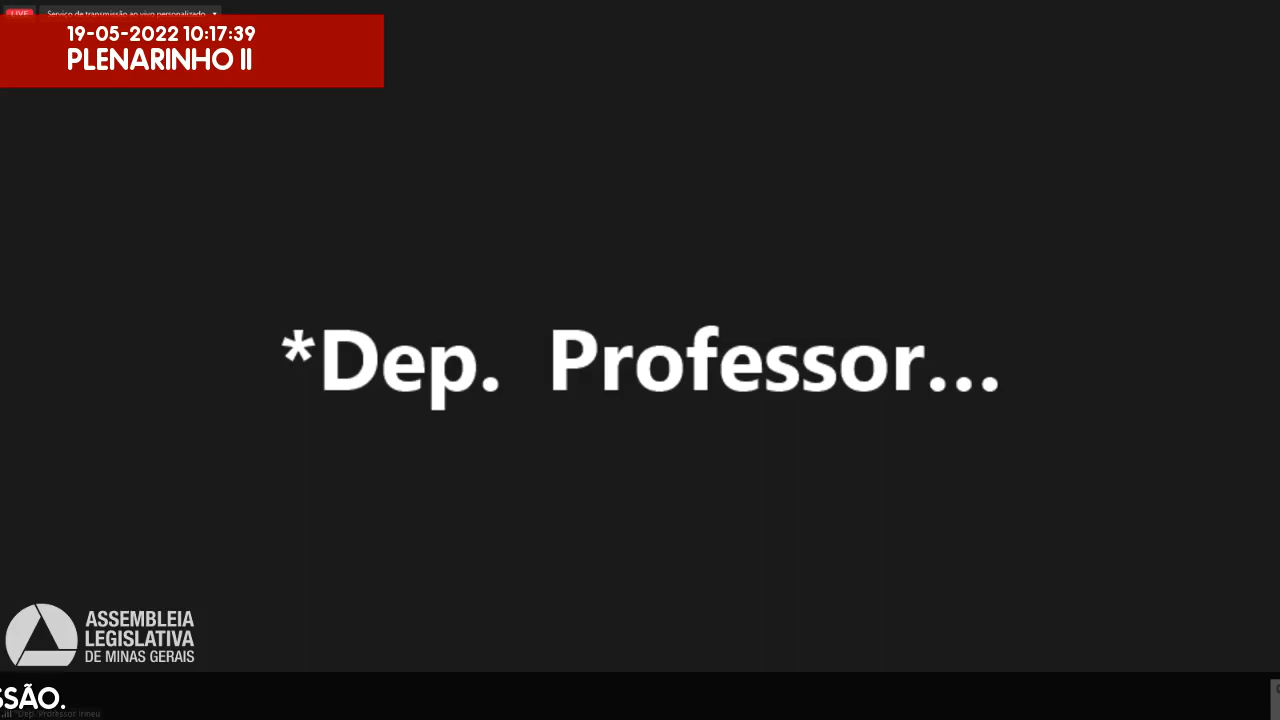 LIVE
Serviço de transmissão ao vivo personalizado
19-05-2022 10:17:39
PLENARINHO II
*Dep. Professor...
ASSEMBLEIA
LEGISLATIVA
DE MINAS GERAIS
SSÃO.
*Dep. Professor Irineu